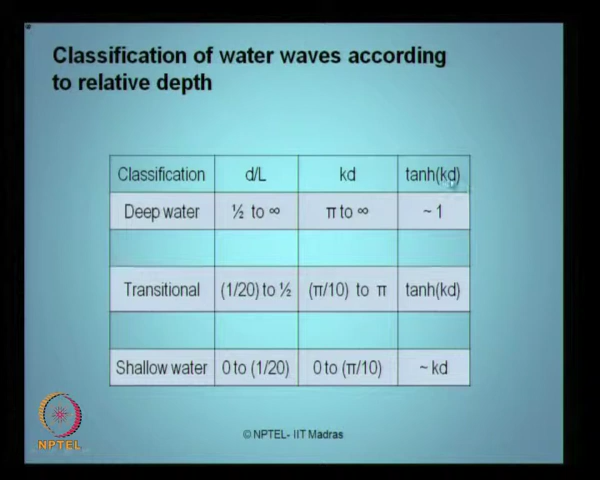 Classification of water waves according
to relative depth
Classification d/L kd tanh(kd)
Deep water ½ to ∞ π to ∞ ~ 1
Transitional (1/20) to ½ (π/10) to π tanh(kd)
Shallow water 0 to (1/20) 0 to (π/10) ~ kd
NPTEL
© NPTEL- IIT Madras